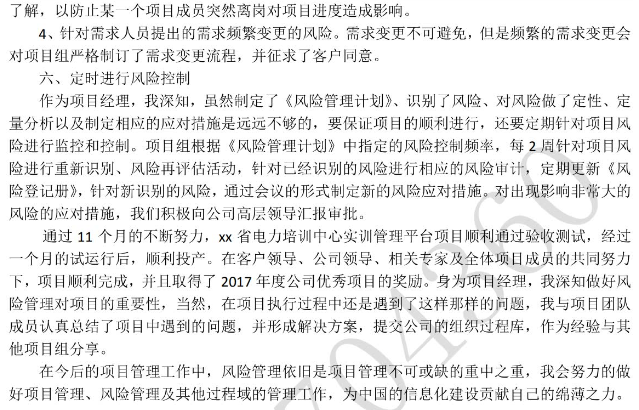 了解，以防止某一个项目成员突然离岗对项目进度造成影响。
4、针对需求人员提出的需求频繁变更的风险。需求变更不可避免，但是频繁的需求变更会
对项目组严格制订了需求变更流程，并征求了客户同意。
六、定时进行风险控制
作为项目经理，我深知，虽然制定了《风险管理计划》、识别了风险、对风险做了定性、定
量分析以及制定相应的应对措施是远远不够的，要保证项目的顺利进行，还要定期针对项目风
险进行监控和控制。项目组根据《风险管理计划》中指定的风险控制频率，每 2 周针对项目风
险进行重新识别、风险再评估活动，针对已经识别的风险进行相应的风险审计，定期更新《风
险登记册》，针对新识别的风险，通过会议的形式制定新的风险应对措施。对出现影响非常大的
风险的应对措施，我们积极向公司高层领导汇报审批。
通过 11 个月的不断努力，xx 省电力培训中心实训管理平台项目顺利通过验收测试，经过
一个月的试运行后，顺利投产。在客户领导、公司领导、相关专家及全体项目成员的共同努力
下，项目顺利完成，并且取得了 2017 年度公司优秀项目的奖励。身为项目经理，我深知做好风
险管理对项目的重要性，当然，在项目执行过程中还是遇到了这样那样的问题，我与项目团队
成员认真总结了项目中遇到的问题，并形成解决方案，提交公司的组织过程库，作为经验与其
他项目组分享。
在今后的项目管理工作中，风险管理依旧是项目管理不可或缺的重中之重，我会努力的做
好项目管理、风险管理及其他过程域的管理工作，为中国的信息化建设贡献自己的绵薄之力。
704360